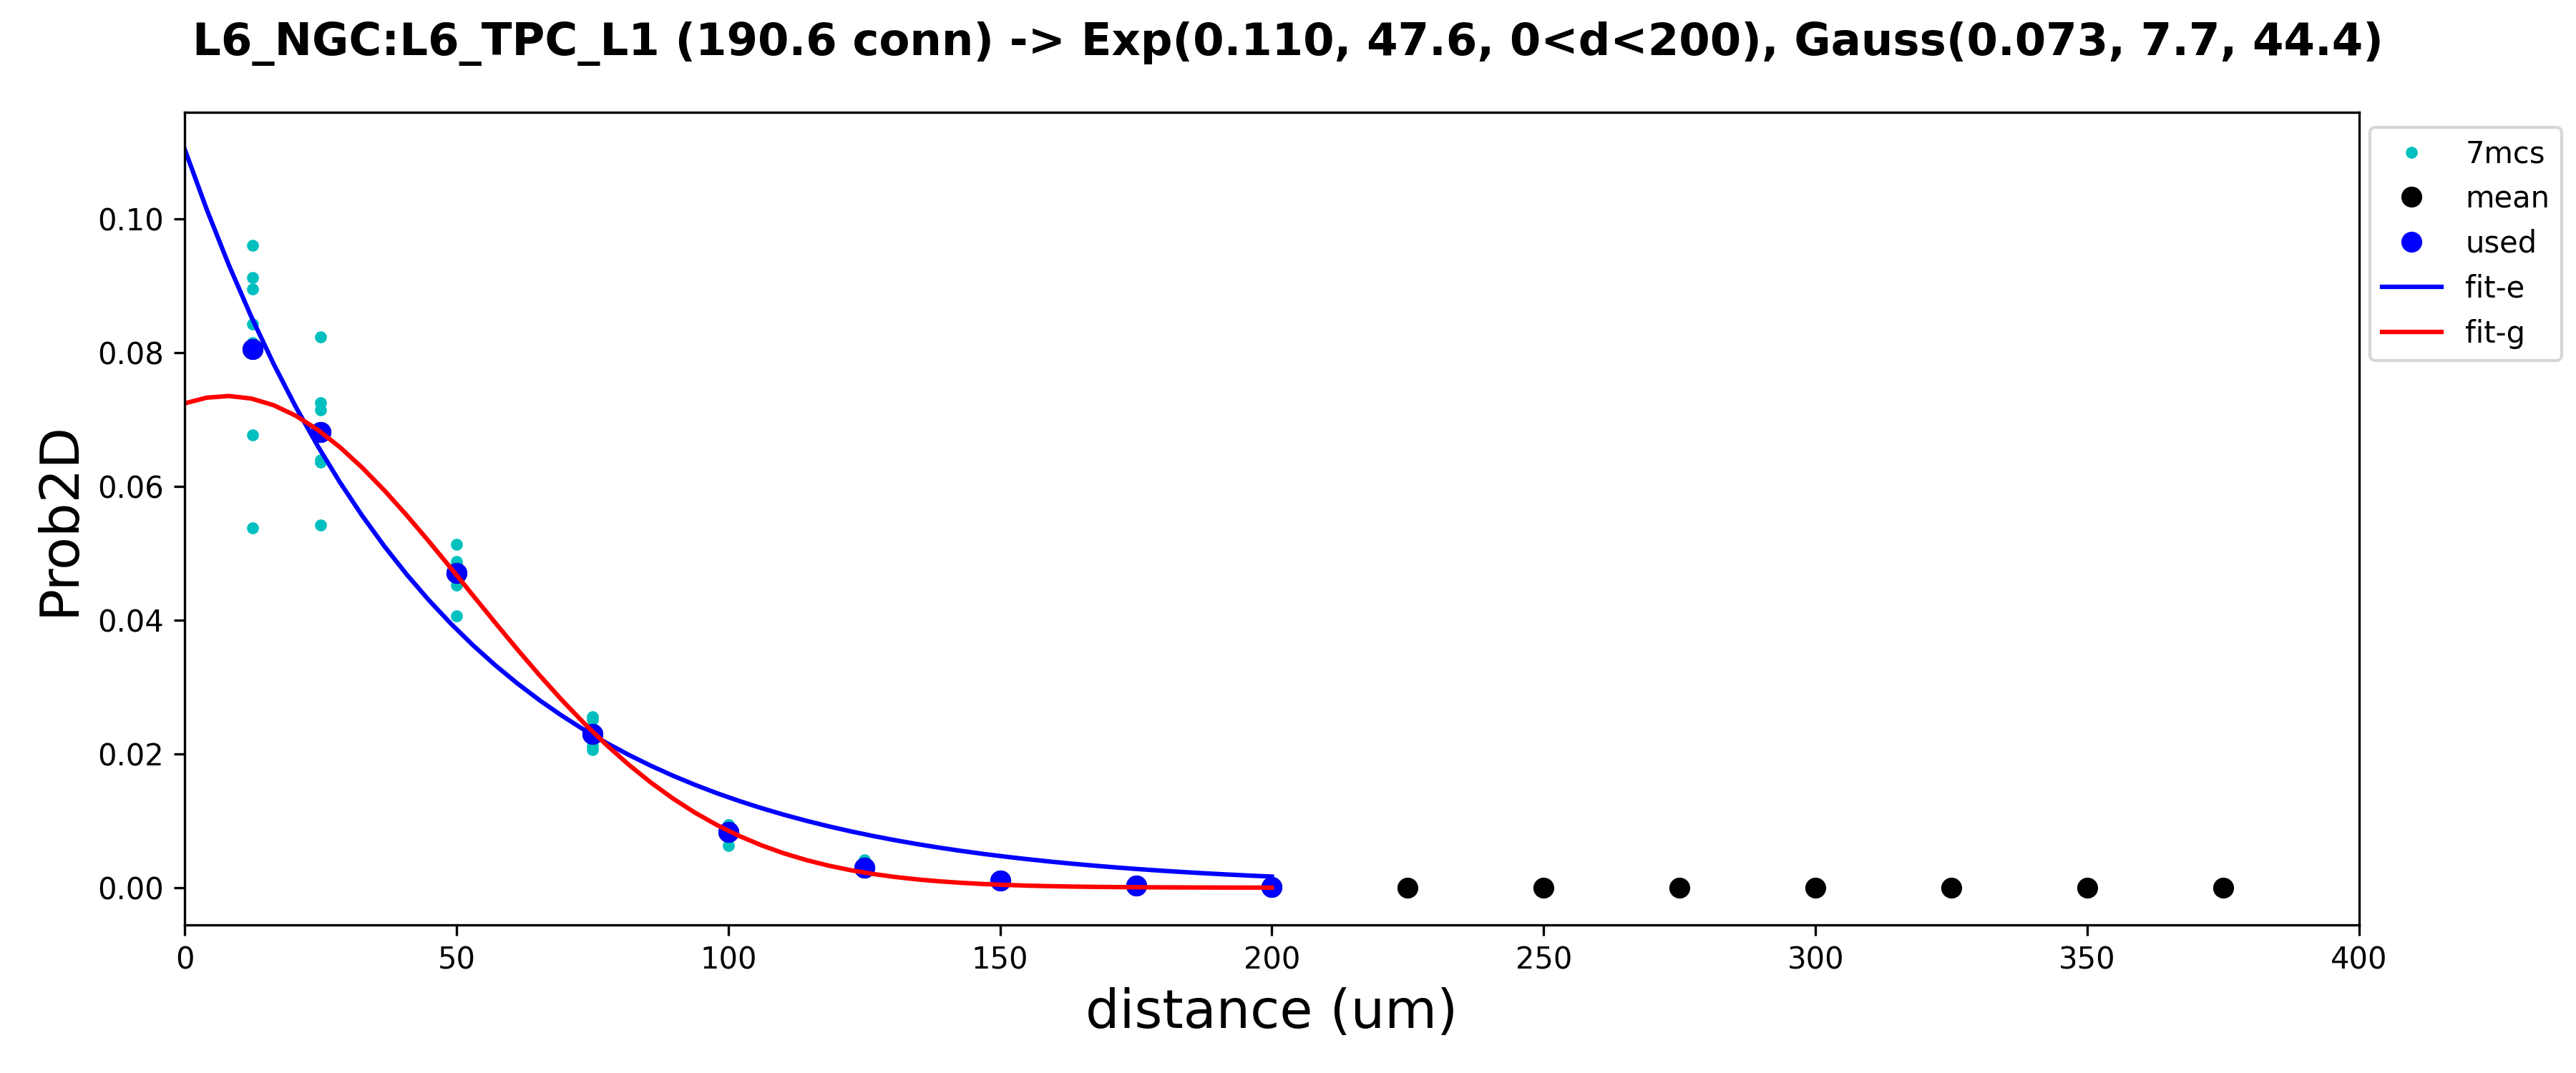 L6_NGC:L6_TPC_L1 (190.6 conn) -> Exp(0.110, 47.6, 0<d<200), Gauss(0.073, 7.7, 44.4)
7mcs
mean
used
fit-e
fit-g
Prob2D
0.10
0.08
0.06
0.04
0.02
0.00
0 50 100 150 200 250 300 350 400
distance (um)